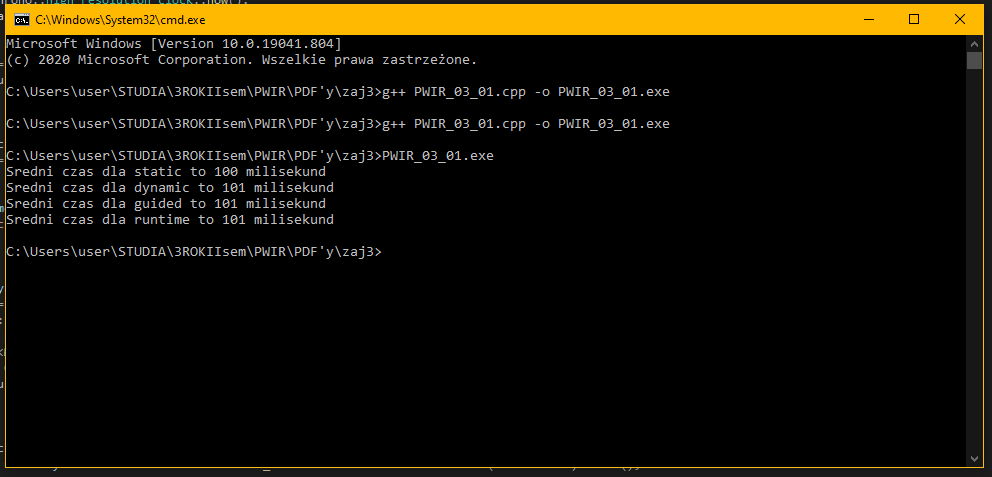 C:\Windows\System32\cmd.exe
Microsoft Windows [Version 10.0.19041.804]
(c) 2020 Microsoft Corporation. Wszelkie prawa zastrzeżone.
C:\Users\user\STUDIA\3ROKIIsem\PWIR\PDF'y\zaj3>g++ PWIR_03_01.cpp -o PWIR_03_01.exe
C:\Users\user\STUDIA\3ROKIIsem\PWIR\PDF'y\zaj3>g++ PWIR_03_01.cpp -o PWIR_03_01.exe
C:\Users\user\STUDIA\3ROKIIsem\PWIR\PDF'y\zaj3>PWIR_03_01.exe
Sredni czas dla static to 100 milisekund
Sredni czas dla dynamic to 101 milisekund
Sredni czas dla guided to 101 milisekund
Sredni czas dla runtime to 101 milisekund
C:\Users\user\STUDIA\3ROKIIsem\PWIR\PDF'y\zaj3>